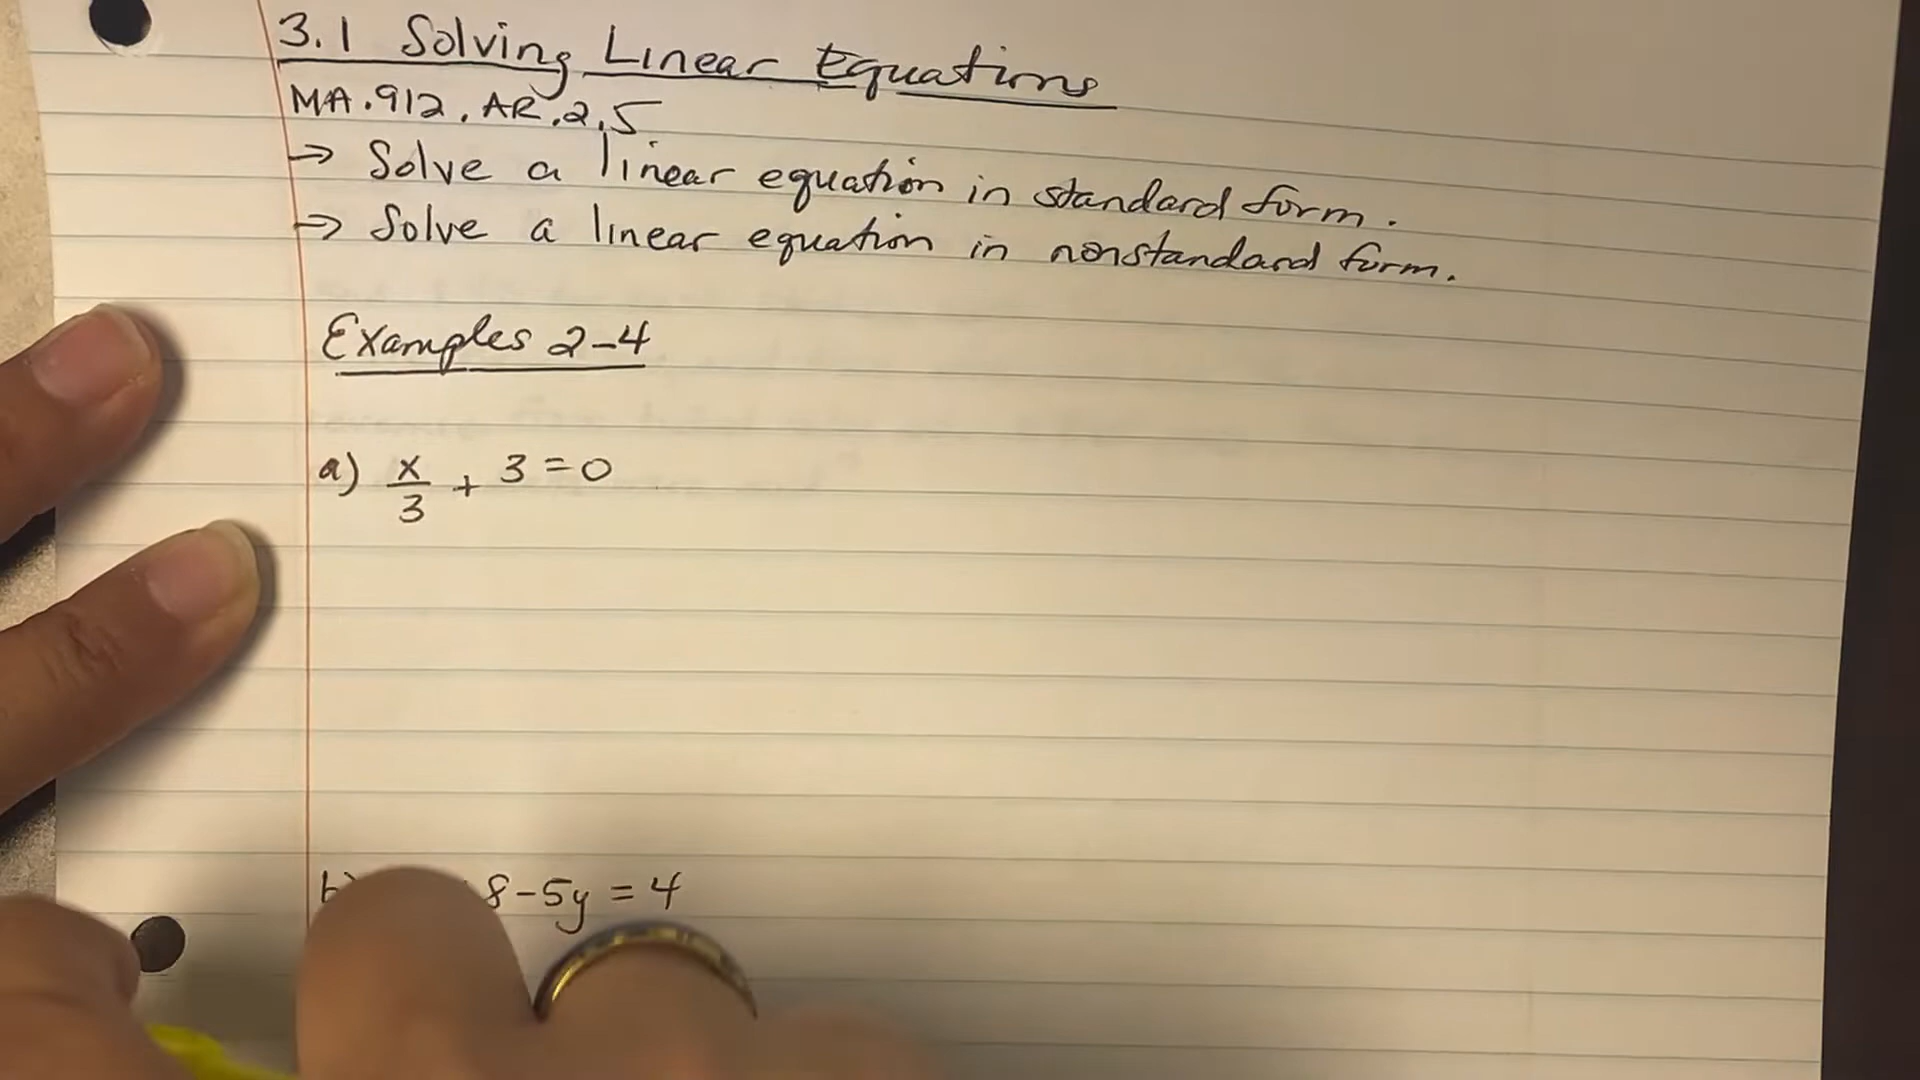 3.1 Solving Linear Equations
MA.912.AR.2.5
→ Solve a linear equation in standard form.
→ Solve a linear equation in nonstandard form.
Examples 2-4
a) x/3 + 3 = 0
8-5y = 4